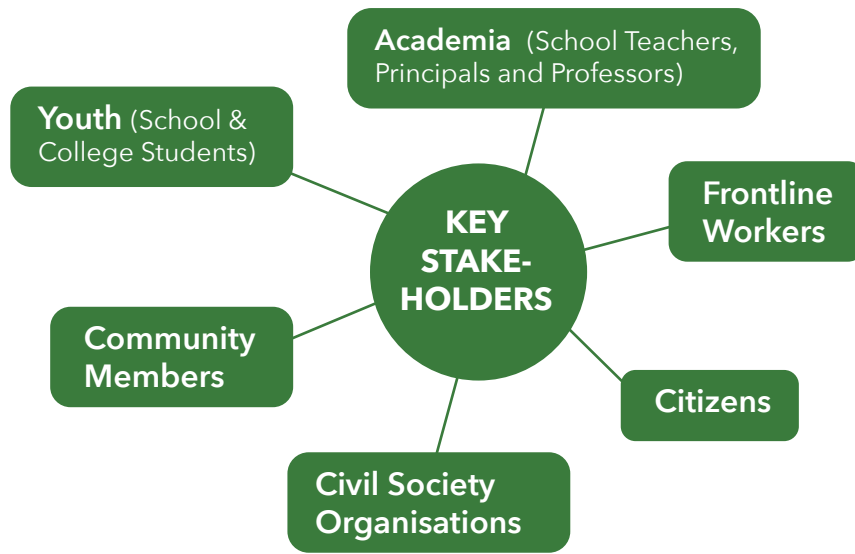 Academia (School Teachers,
Principals and Professors)
Youth (School &
College Students)
Frontline
Workers
KEY
STAKE-
HOLDERS
Community
Members
Citizens
Civil Society
Organisations